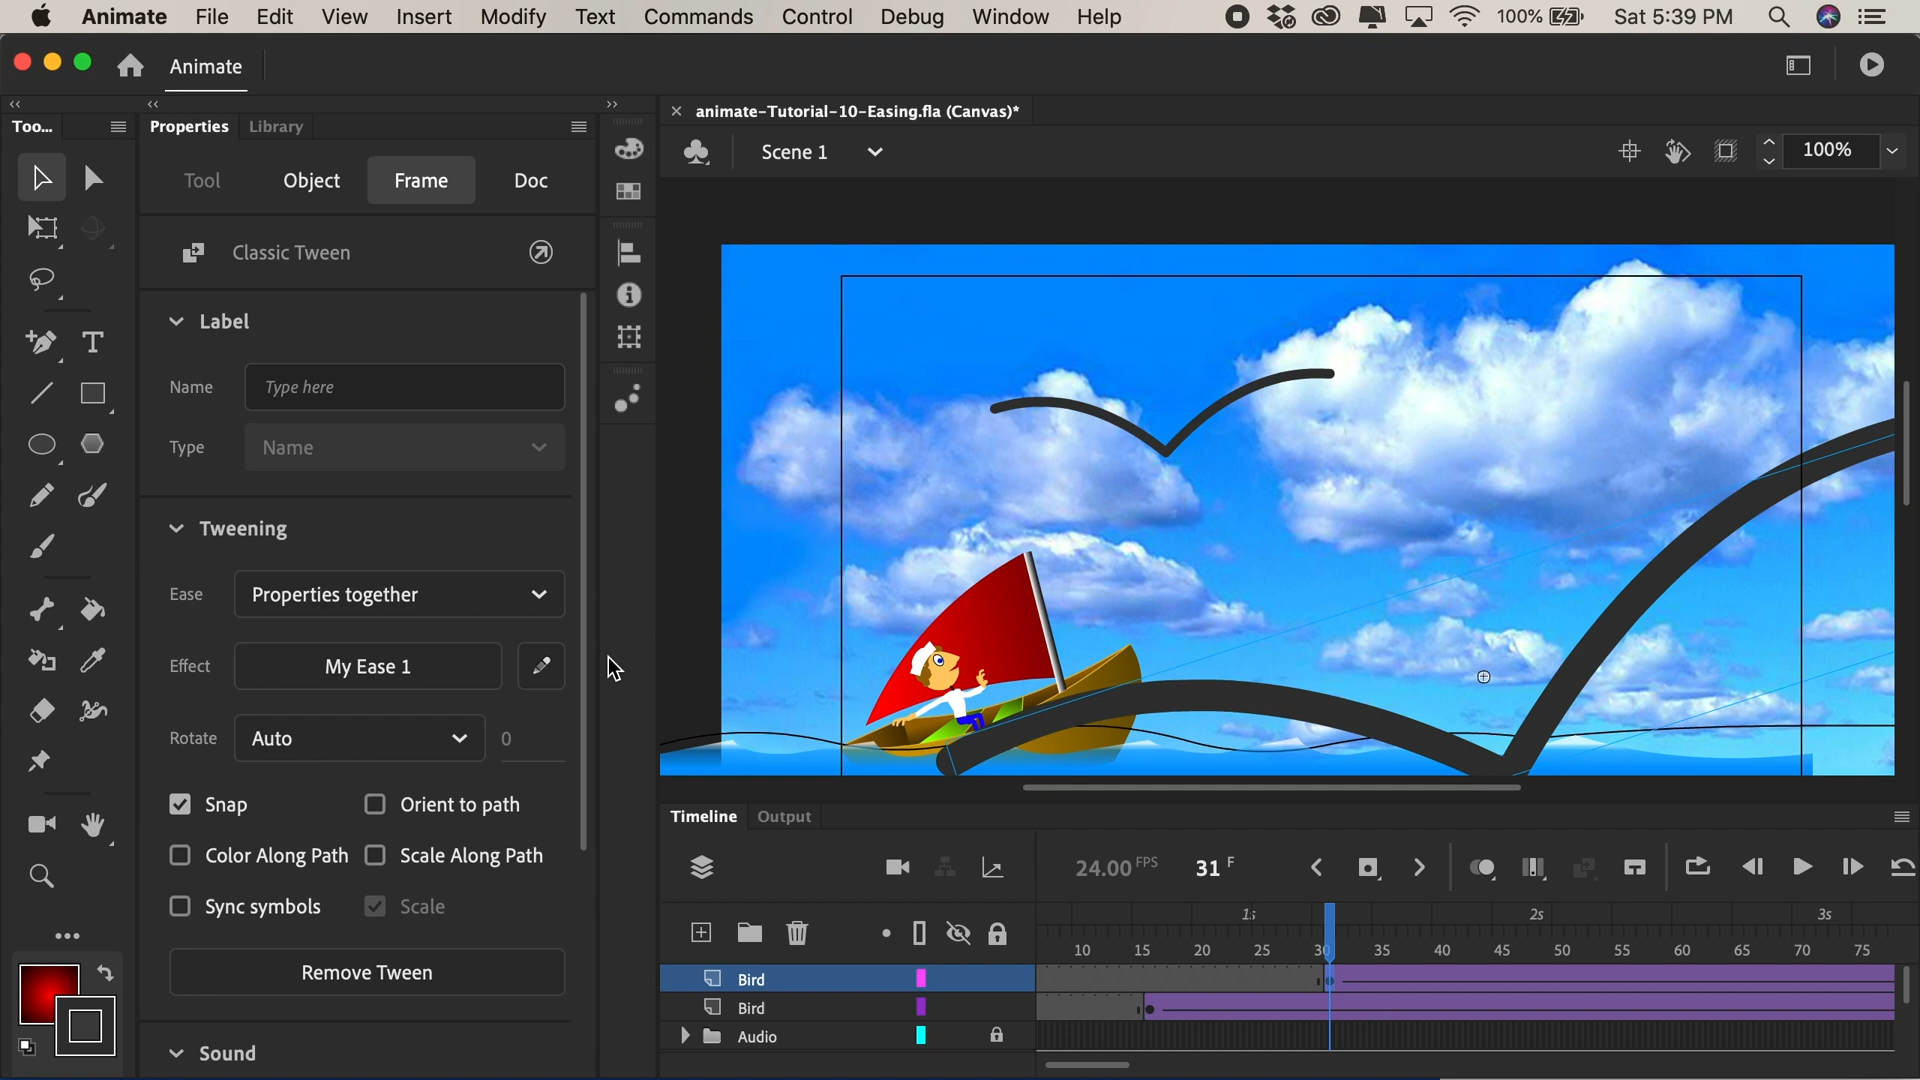 Animate File Edit View Insert Modify Text Commands Control Debug Window Help 100% Sat 5:39 PM
Animate
Too... Properties Library animate-Tutorial-10-Easing.fla (Canvas)*
Scene 1 100%
Tool Object Frame Doc
Classic Tween
Label
Name Type here
Type Name
Tweening
Ease Properties together
Effect My Ease 1
Rotate Auto 0
Snap Orient to path
Color Along Path Scale Along Path
Sync symbols Scale
Remove Tween
Sound
Timeline Output
24.00 FPS 31 F
1s 2s 3s
10 15 20 25 30 35 40 45 50 55 60 65 70 75
Bird
Bird
Audio